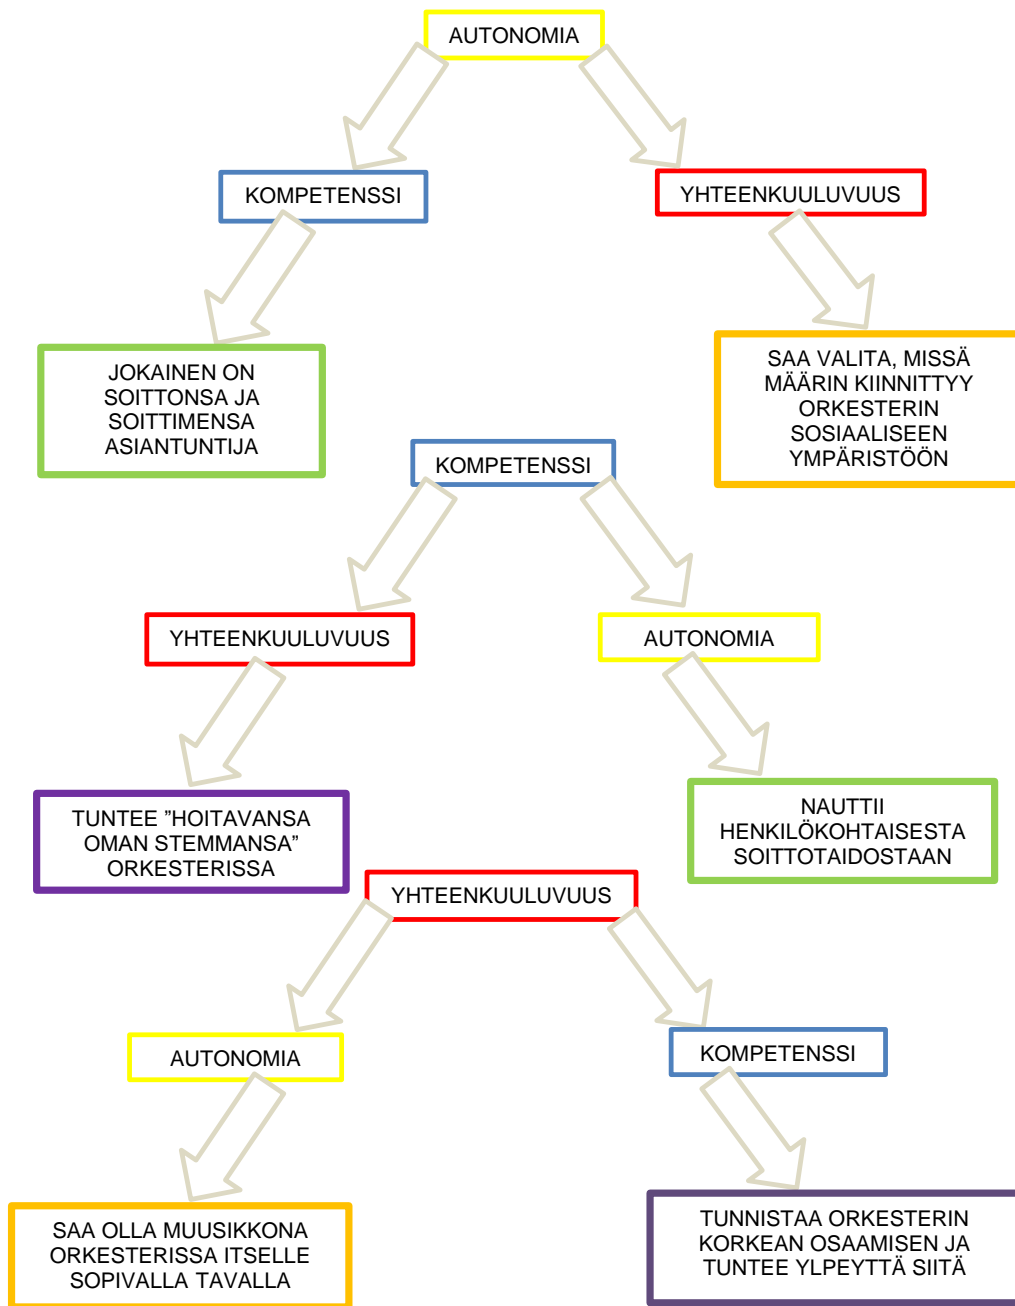 AUTONOMIA
KOMPETENSSI
YHTEENKUULUVUUS
JOKAINEN ON
SOITTONSA JA
SOITTIMENSA
ASIANTUNTIJA
SAA VALITA, MISSÄ
MÄÄRIN KIINNITTYY
ORKESTERIN
SOSIAALISEEN
YMPÄRISTÖÖN
KOMPETENSSI
YHTEENKUULUVUUS
AUTONOMIA
TUNTEE ”HOITAVANSA
OMAN STEMMANSA”
ORKESTERISSA
NAUTTII
HENKILÖKOHTAISESTA
SOITTOTAIDOSTAAN
YHTEENKUULUVUUS
AUTONOMIA
KOMPETENSSI
SAA OLLA MUUSIKKONA
ORKESTERISSA ITSELLE
SOPIVALLA TAVALLA
TUNNISTAA ORKESTERIN
KORKEAN OSAAMISEN JA
TUNTEE YLPEYTTÄ SIITÄ